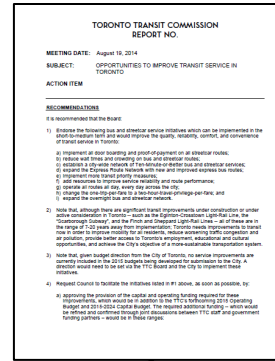 TORONTO TRANSIT COMMISSION
REPORT NO.
MEETING DATE: August 19, 2014
SUBJECT: OPPORTUNITIES TO IMPROVE TRANSIT SERVICE IN
TORONTO
ACTION ITEM
RECOMMENDATIONS
It is recommended that the Board:
1) Endorse the following bus and streetcar service initiatives which can be implemented in
the short-to-medium term and would improve the quality, reliability, comfort, and convenience
of transit service in Toronto:
a) implement all door boarding and proof-of-payment on all streetcar routes;
b) reduce wait times and crowding on bus and streetcar routes;
c) establish a city-wide network of Ten-Minute-or-Better bus and streetcar services;
d) expand the Express Route Network with new and improved express bus routes;
e) implement more transit priority measures;
f) add resources to improve service reliability and route performance;
g) operate all routes all day, every day across the city;
h) change the one-trip-per-fare to a two-hour-travel-privilege-per-fare; and
i) expand the overnight bus and streetcar network.
2) Note that, although there are significant transit improvements under construction or under
active consideration in Toronto – such as the Eglinton-Crosstown Light-Rail Line, the
"Scarborough Subway", and the Finch and Sheppard Light-Rail Lines – all of these are in
the range of 7-20 years away from implementation; Toronto needs improvements to transit
now in order to improve mobility for all residents, reduce worsening traffic congestion and
air pollution, provide better access to Toronto's employment, educational and cultural
opportunities, and achieve the City's objective of a more-sustainable transportation system.
3) Note that, given budget direction from the City of Toronto, no service improvements are
currently included in the 2015 budgets being developed for submission to the City. A
direction would need to be set via the TTC Board and the City to implement these
initiatives.
4) Request Council to facilitate the initiatives listed in #1 above, as soon as possible, by:
a) approving the provision of the capital and operating funding required for these
improvements, which would be in addition to the TTC's forthcoming 2015 Operating
Budget and 2015-2024 Capital Budget. The required additional funding – which would
be refined and confirmed through joint discussions between TTC staff and government
funding partners – would be in these ranges: